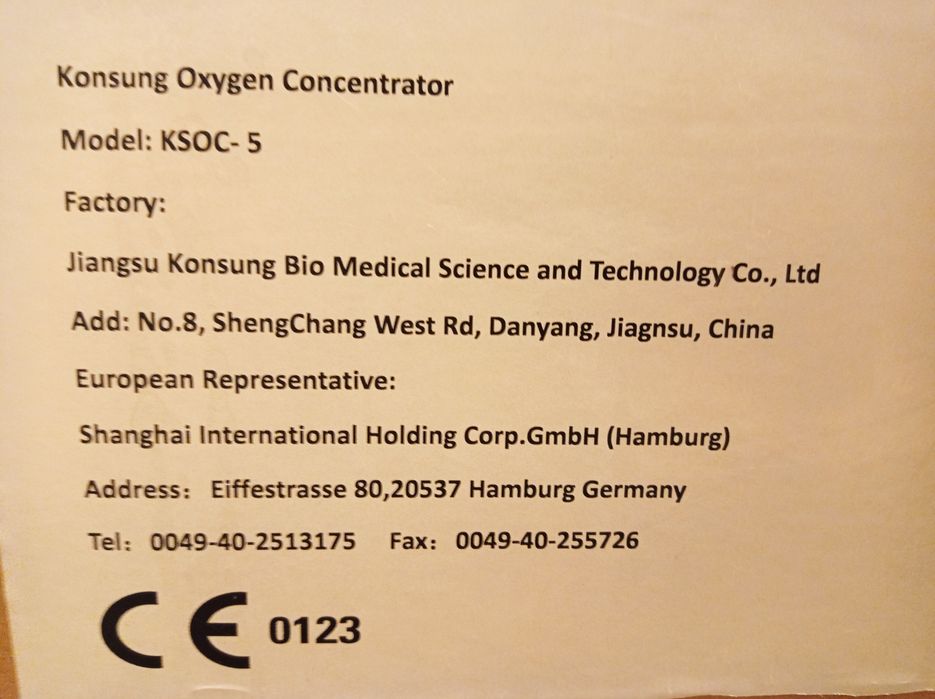 Konsung Oxygen Concentrator
Model: KSOC- 5
Factory:
Jiangsu Konsung Bio Medical Science and Technology Co., Ltd
Add: No.8, ShengChang West Rd, Danyang, Jiagnsu, China
European Representative:
Shanghai International Holding Corp.GmbH (Hamburg)
Address: Eiffestrasse 80,20537 Hamburg Germany
Tel: 0049-40-2513175 Fax: 0049-40-255726
CE 0123